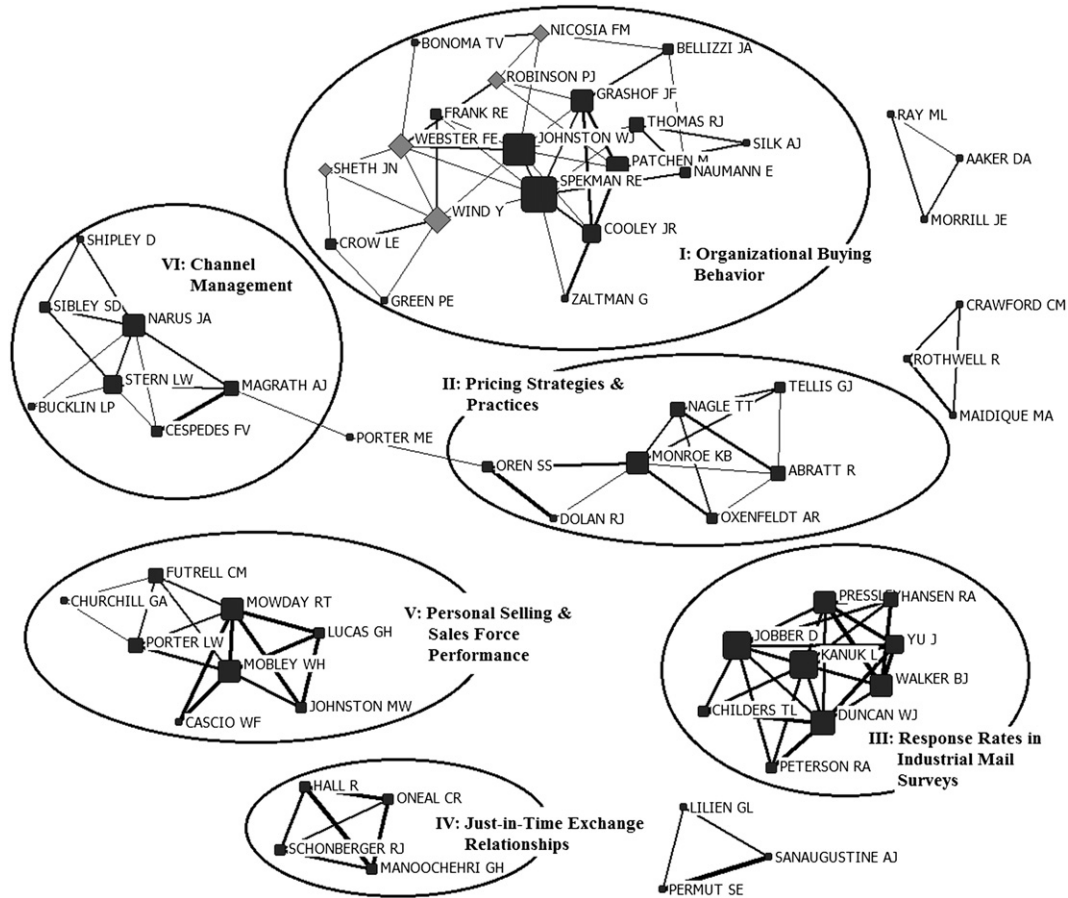 NICOSIA FM
BONOMA TV
BELLIZZI JA
ROBINSON PJ
GRASHOF JF
FRANK RE
THOMAS RJ
WEBSTER FE
JOHNSTON WJ
SILK AJ
PATCHEN M
SHETH JN
NAUMANN E
SPEKMAN RE
WIND Y
COOLEY JR
CROW LE
I: Organizational Buying
Behavior
GREEN PE
ZALTMAN G
RAY ML
AAKER DA
MORRILL JE
SHIPLEY D
VI: Channel
Management
SIBLEY SD
NARUS JA
STERN LW
MAGRATH AJ
BUCKLIN LP
CESPEDES FV
PORTER ME
CRAWFORD CM
ROTHWELL R
MAIDIQUE MA
II: Pricing Strategies &
Practices
TELLIS GJ
NAGLE TT
MONROE KB
OREN SS
ABRATT R
DOLAN RJ
OXENFELDT AR
FUTRELL CM
CHURCHILL GA
MOWDAY RT
V: Personal Selling &
Sales Force
Performance
LUCAS GH
PORTER LW
MOBLEY WH
JOHNSTON MW
CASCIO WF
PRESSLEY
HANSEN RA
JOBBER D
YU J
KANUK L
WALKER BJ
CHILDERS TL
DUNCAN WJ
III: Response Rates in
Industrial Mail
Surveys
PETERSON RA
HALL R
ONEAL CR
IV: Just-in-Time Exchange
Relationships
SCHONBERGER RJ
MANOOCHEHRI GH
LILIEN GL
SANAUGUSTINE AJ
PERMUT SE